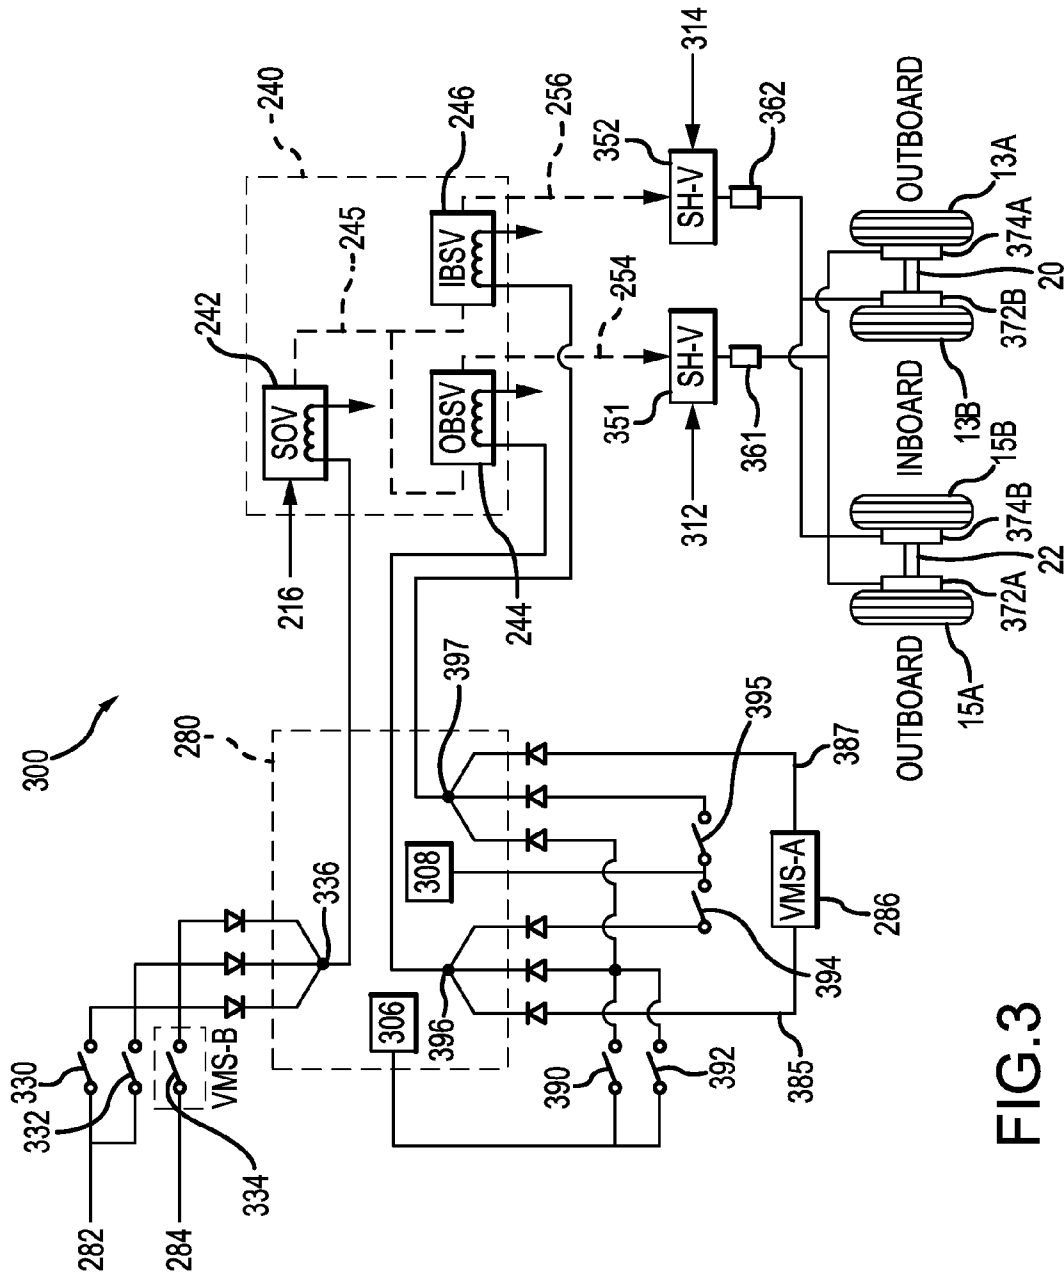 FIG.3
300
282
284
330
332
334
VMS-B
336
280
306
308
396
397
390
392
394
395
385
387
VMS-A
286
216
SOV
242
245
240
OBSV
244
IBSV
246
254
256
312
SH-V
351
361
314
SH-V
352
362
OUTBOARD
INBOARD
OUTBOARD
15A
372A
22
374B
15B
13B
372B
20
374A
13A